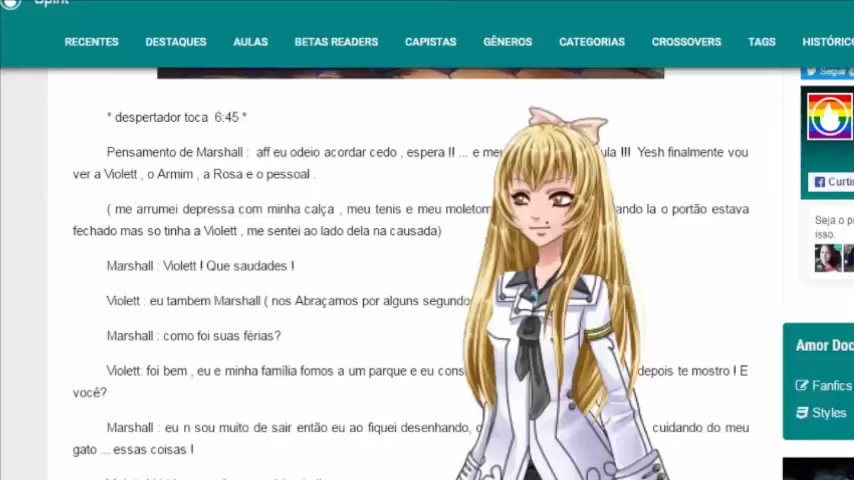 Spirit
RECENTES DESTAQUES AULAS BETAS READERS CAPISTAS GÊNEROS CATEGORIAS CROSSOVERS TAGS HISTÓRICO
Seguir
* despertador toca 6:45 *
Pensamento de Marshall : aff eu odeio acordar cedo , espera !! ... e meu ula !!! Yesh finalmente vou
ver a Violett , o Armim , a Rosa e o pessoal .
Curti
( me arrumei depressa com minha calça , meu tenis e meu moletom ando la o portão estava
fechado mas so tinha a Violett , me sentei ao lado dela na causada)
Seja o p
isso.
Marshall : Violett ! Que saudades !
Violett : eu tambem Marshall ( nos Abraçamos por alguns segundo
Marshall : como foi suas férias?
Amor Doc
Violett: foi bem , eu e minha família fomos a um parque e eu cons depois te mostro ! E
você?
Fanfics
Styles
Marshall : eu n sou muito de sair então eu ao fiquei desenhando, cuidando do meu
gato ... essas coisas !